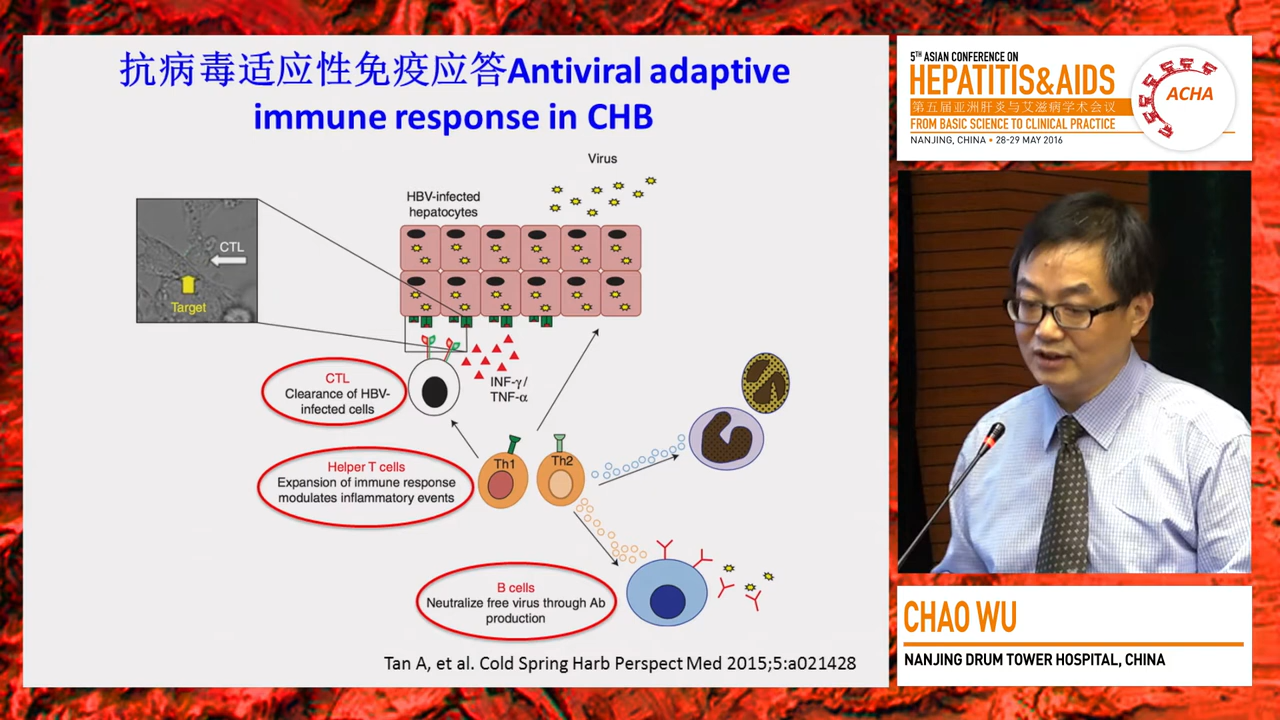 抗病毒适应性免疫应答Antiviral adaptive
immune response in CHB
Virus
HBV-infected
hepatocytes
CTL
Target
INF-γ/
TNF-α
CTL
Clearance of HBV-
infected cells
Th1
Th2
Helper T cells
Expansion of immune response
modulates inflammatory events
B cells
Neutralize free virus through Ab
production
Tan A, et al. Cold Spring Harb Perspect Med 2015;5:a021428
5TH ASIAN CONFERENCE ON
HEPATITIS&AIDS
第五届亚洲肝炎与艾滋病学术会议
FROM BASIC SCIENCE TO CLINICAL PRACTICE
NANJING, CHINA • 28-29 MAY 2016
ACHA
CHAO WU
NANJING DRUM TOWER HOSPITAL, CHINA